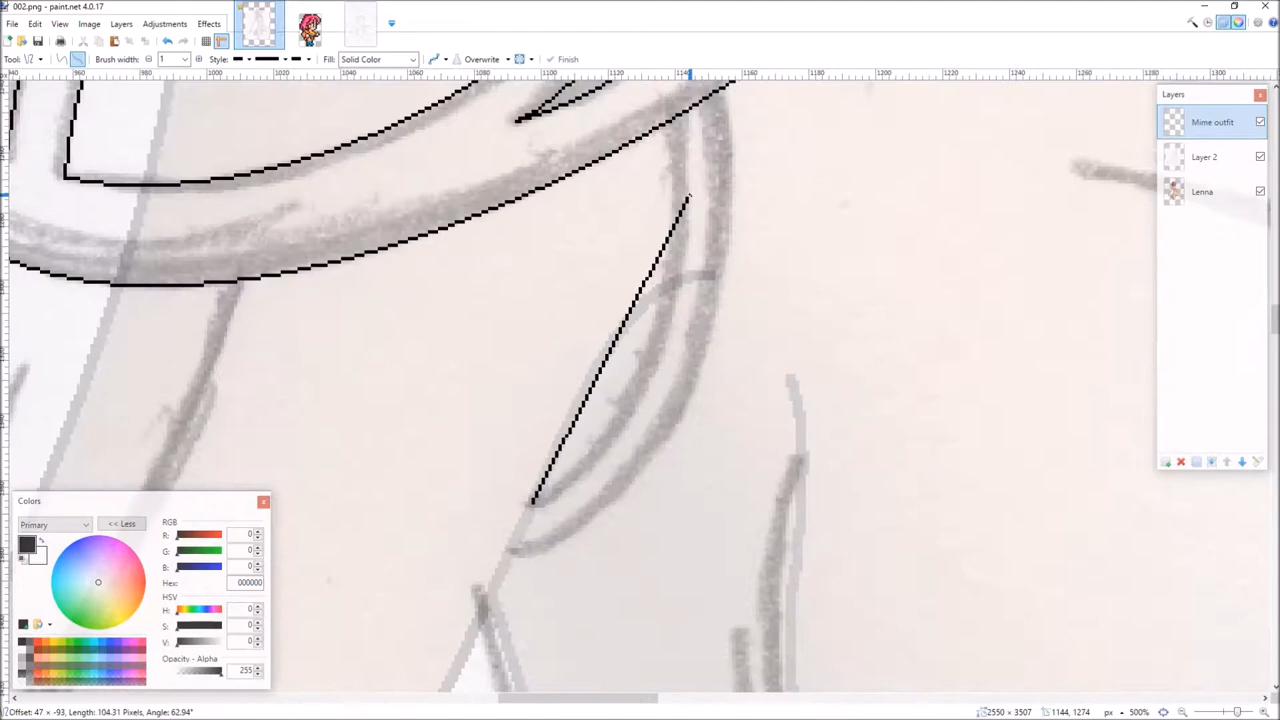 002.png - paint.net 4.0.17
File Edit View Image Layers Adjustments Effects
Tool: Brush width: 1 Style: Fill: Solid Color Overwrite Finish
960 980 1000 1020 1040 1060 1080 1100 1120 1140 1160 1180 1200 1220 1240 1260 1280 1300
Layers
Mime outfit
Layer 2
Lenna
Colors
Primary << Less
RGB
R: 0
G: 0
B: 0
Hex: 000000
HSV
H: 0
S: 0
V: 0
Opacity - Alpha
255
Offset: 47 x -93, Length: 104.31 Pixels, Angle: 62.94° 2550 × 3507 1144, 1274 px 500%